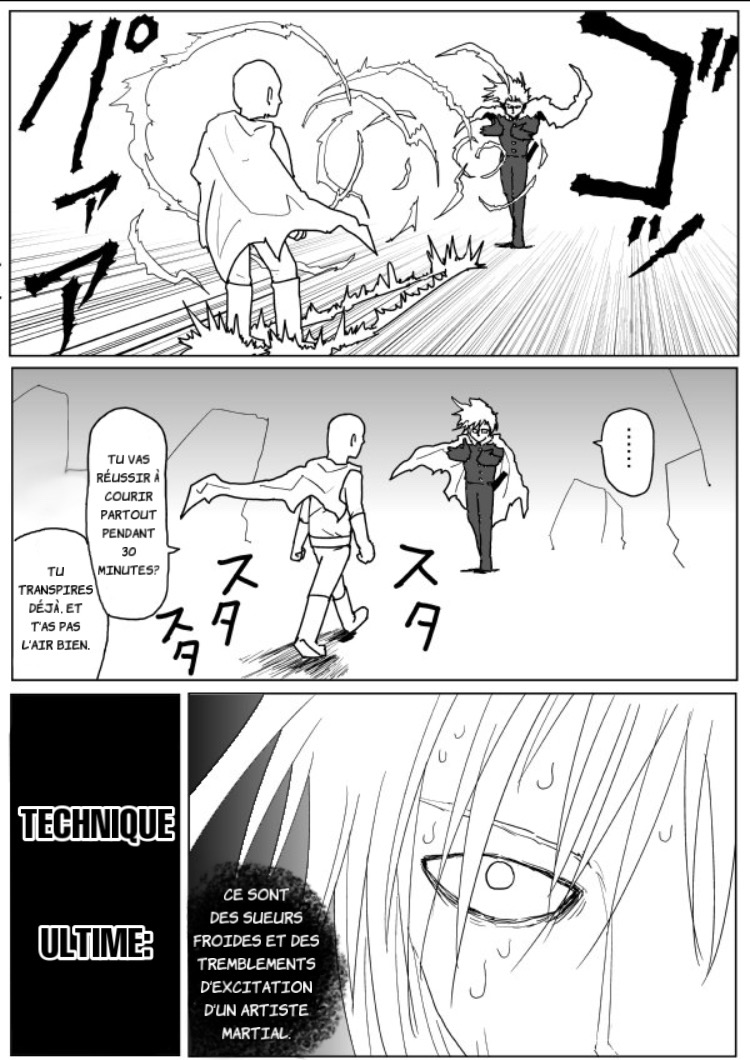 ゴッ
パァァ
‥‥‥
TU VAS
RÉUSSIR À
COURIR
PARTOUT
PENDANT
30
MINUTES?
TU
TRANSPIRES
DÉJÀ. ET
T'AS PAS
L'AIR BIEN.
スタ
スタ
スタ
TECHNIQUE
ULTIME:
CE SONT
DES SUEURS
FROIDES ET DES
TREMBLEMENTS
D'EXCITATION
D'UN ARTISTE
MARTIAL.